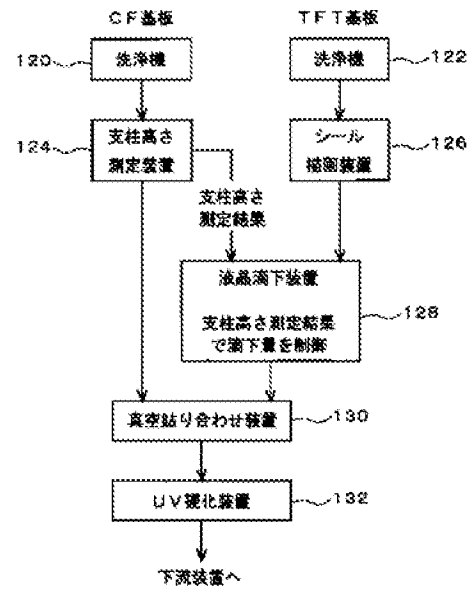 CF基板
TFT基板
120
洗浄機
洗浄機
122
124
支柱高さ
測定装置
シール
描画装置
126
支柱高さ
測定結果
液晶滴下装置
支柱高さ測定結果
で滴下量を制御
128
真空貼り合わせ装置
130
UV硬化装置
132
下流装置へ